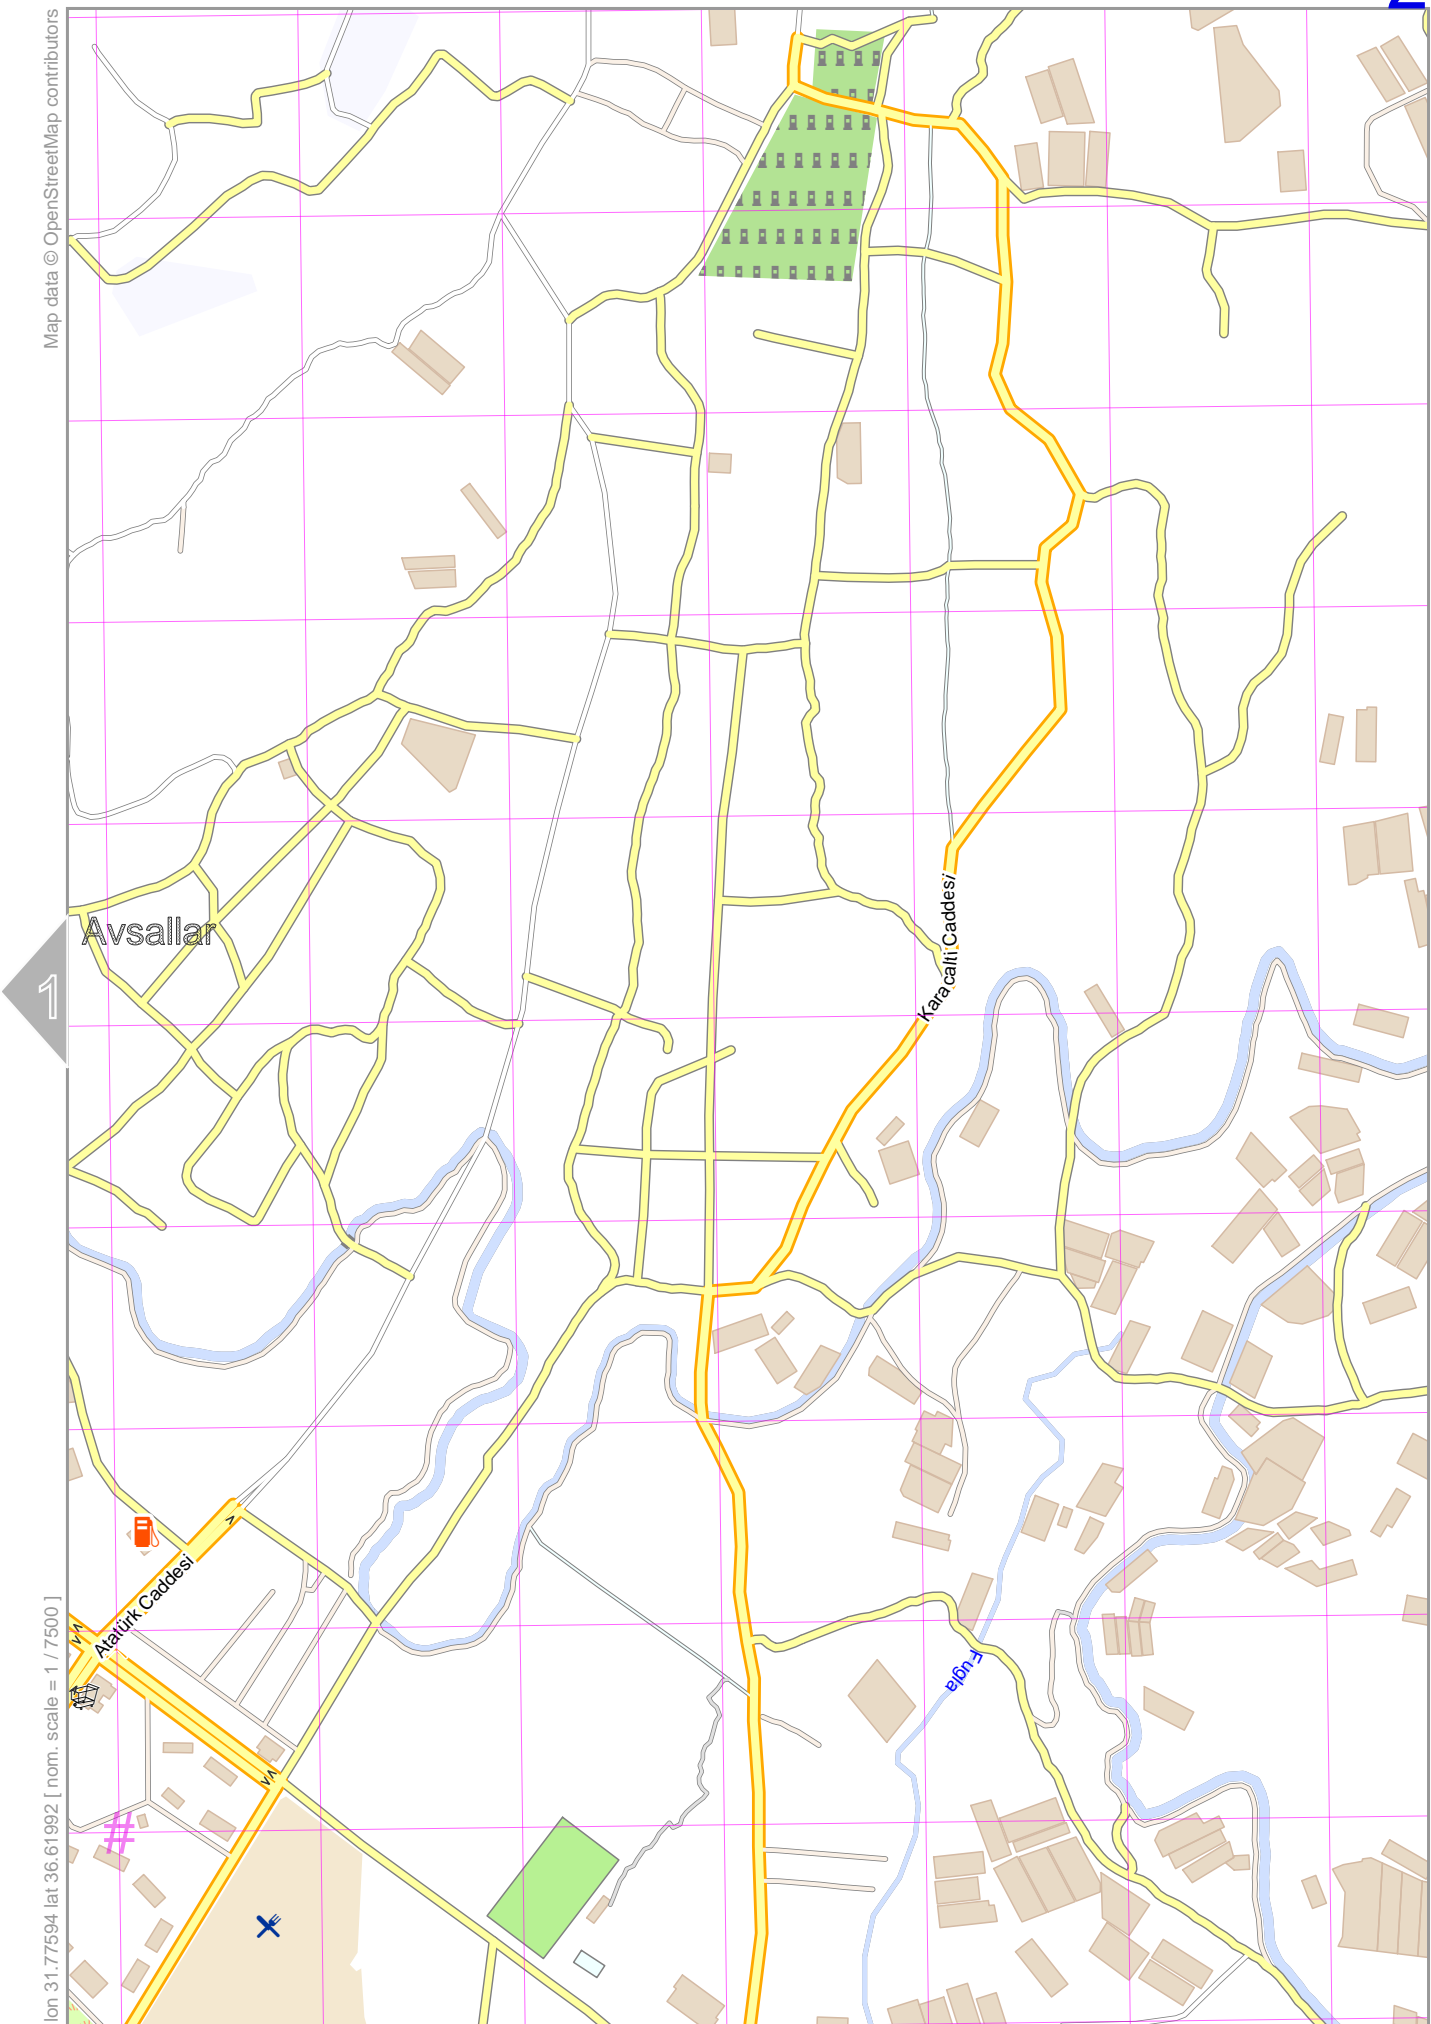 Map data © OpenStreetMap contributors
Avsallar
1
Karacalti Caddesi
Atatürk Caddesi
Fugla
lon 31.77594 lat 36.61992 [ nom. scale = 1 / 7500 ]
#